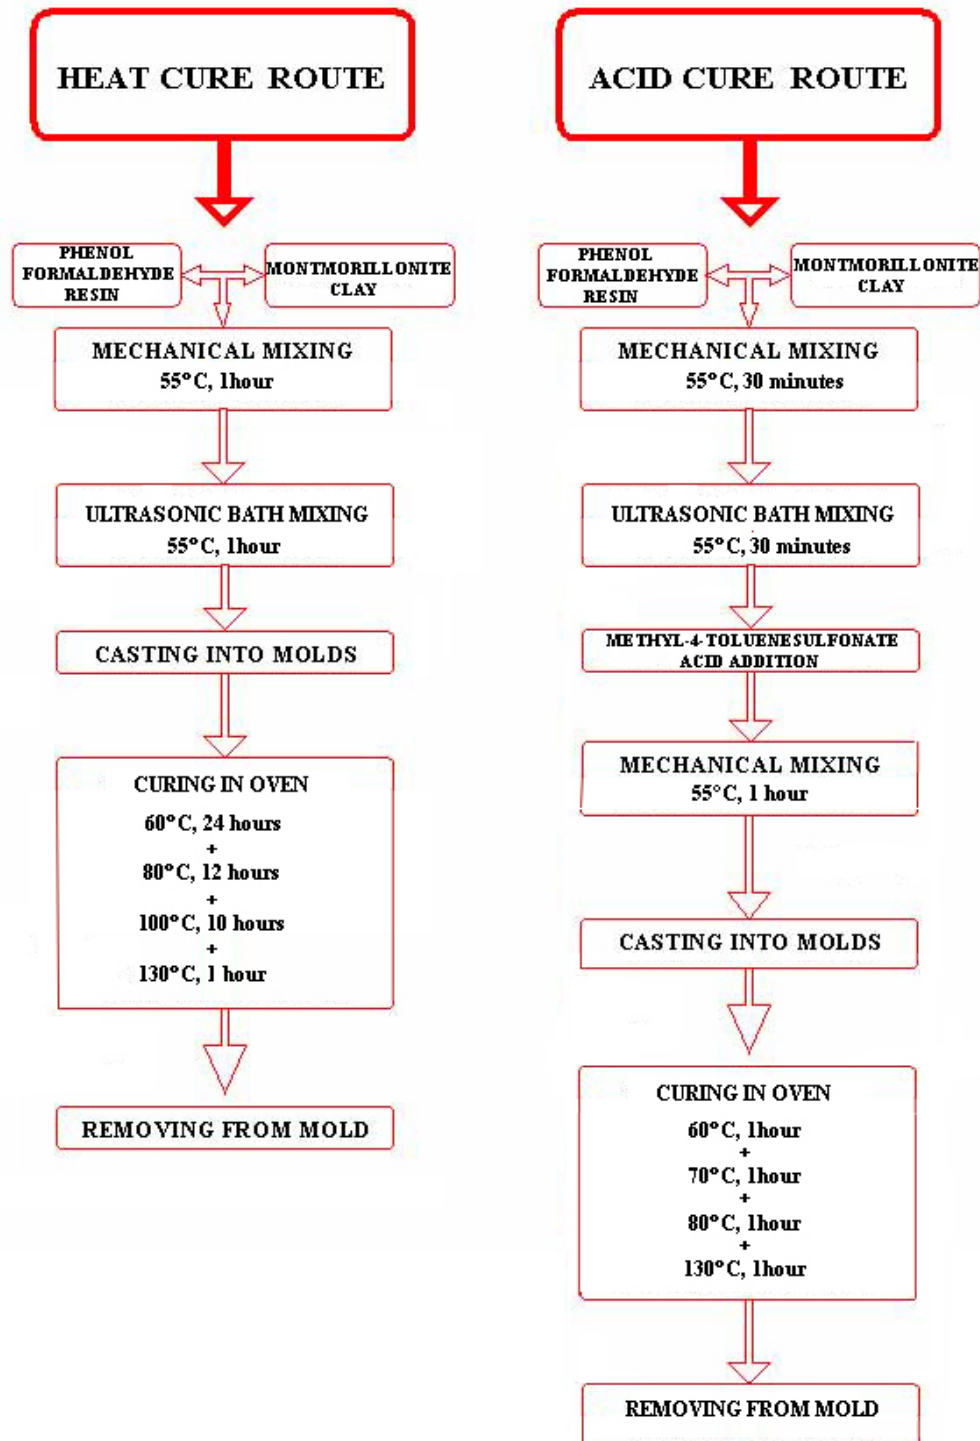 HEAT CURE ROUTE
PHENOL
FORMALDEHYDE
RESIN
MONTMORILLONITE
CLAY
MECHANICAL MIXING
55°C, 1hour
ULTRASONIC BATH MIXING
55°C, 1hour
CASTING INTO MOLDS
CURING IN OVEN
60°C, 24 hours
+
80°C, 12 hours
+
100°C, 10 hours
+
130°C, 1 hour
REMOVING FROM MOLD
ACID CURE ROUTE
PHENOL
FORMALDEHYDE
RESIN
MONTMORILLONITE
CLAY
MECHANICAL MIXING
55°C, 30 minutes
ULTRASONIC BATH MIXING
55°C, 30 minutes
METHYL-4-TOLUENESULFONATE
ACID ADDITION
MECHANICAL MIXING
55°C, 1 hour
CASTING INTO MOLDS
CURING IN OVEN
60°C, 1hour
+
70°C, 1hour
+
80°C, 1hour
+
130°C, 1hour
REMOVING FROM MOLD